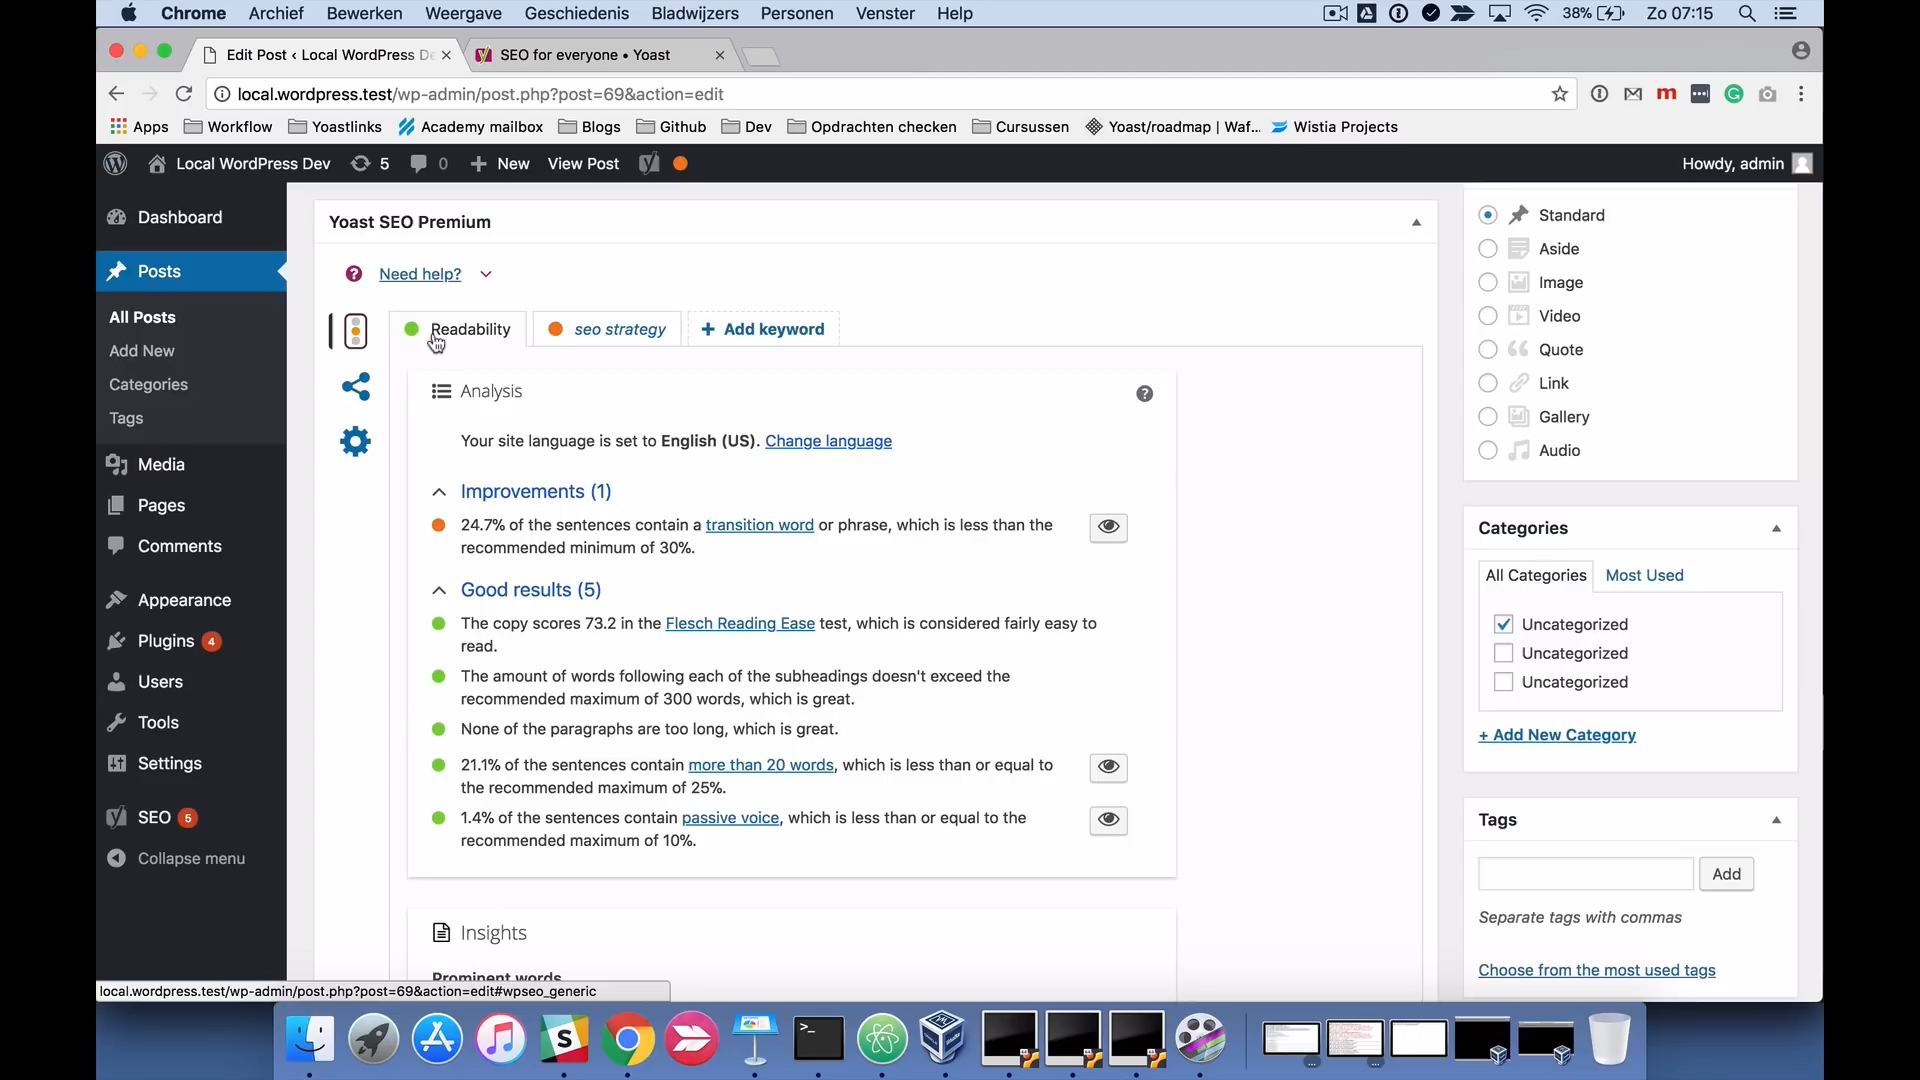 Chrome Archief Bewerken Weergave Geschiedenis Bladwijzers Personen Venster Help 38% Zo 07:15
Edit Post ‹ Local WordPress De SEO for everyone • Yoast
local.wordpress.test/wp-admin/post.php?post=69&action=edit
Apps Workflow Yoastlinks Academy mailbox Blogs Github Dev Opdrachten checken Cursussen Yoast/roadmap | Waf... Wistia Projects
Local WordPress Dev 5 0 New View Post Howdy, admin
Dashboard
Posts
All Posts
Add New
Categories
Tags
Media
Pages
Comments
Appearance
Plugins 4
Users
Tools
Settings
SEO 5
Collapse menu
Yoast SEO Premium
Need help?
Readability seo strategy + Add keyword
Analysis
Your site language is set to English (US). Change language
Improvements (1)
24.7% of the sentences contain a transition word or phrase, which is less than the
recommended minimum of 30%.
Good results (5)
The copy scores 73.2 in the Flesch Reading Ease test, which is considered fairly easy to
read.
The amount of words following each of the subheadings doesn't exceed the
recommended maximum of 300 words, which is great.
None of the paragraphs are too long, which is great.
21.1% of the sentences contain more than 20 words, which is less than or equal to
the recommended maximum of 25%.
1.4% of the sentences contain passive voice, which is less than or equal to the
recommended maximum of 10%.
Insights
Prominent words
Standard
Aside
Image
Video
Quote
Link
Gallery
Audio
Categories
All Categories Most Used
Uncategorized
Uncategorized
Uncategorized
+ Add New Category
Tags
Add
Separate tags with commas
Choose from the most used tags
local.wordpress.test/wp-admin/post.php?post=69&action=edit#wpseo_generic